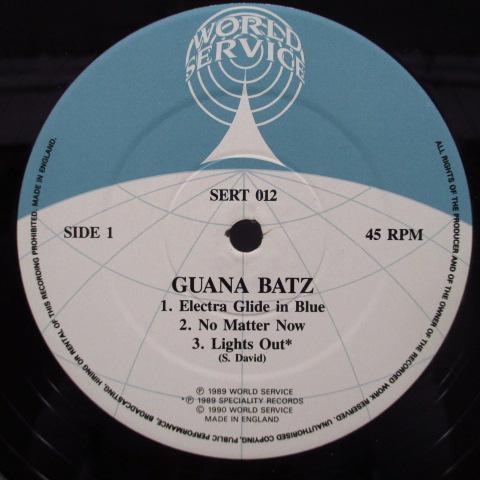 WORLD
SERVICE
SERT 012
SIDE 1
45 RPM
GUANA BATZ
1. Electra Glide in Blue
2. No Matter Now
3. Lights Out*
(S. David)
℗ 1989 WORLD SERVICE
*℗ 1989 SPECIALITY RECORDS
© 1990 WORLD SERVICE
MADE IN ENGLAND
ALL RIGHTS OF THE PRODUCER AND OF THE OWNER OF THE RECORDED WORK RESERVED. UNAUTHORISED COPYING, PUBLIC PERFORMANCE, BROADCASTING, HIRING OR RENTAL OF THIS RECORDING PROHIBITED. MADE IN ENGLAND.